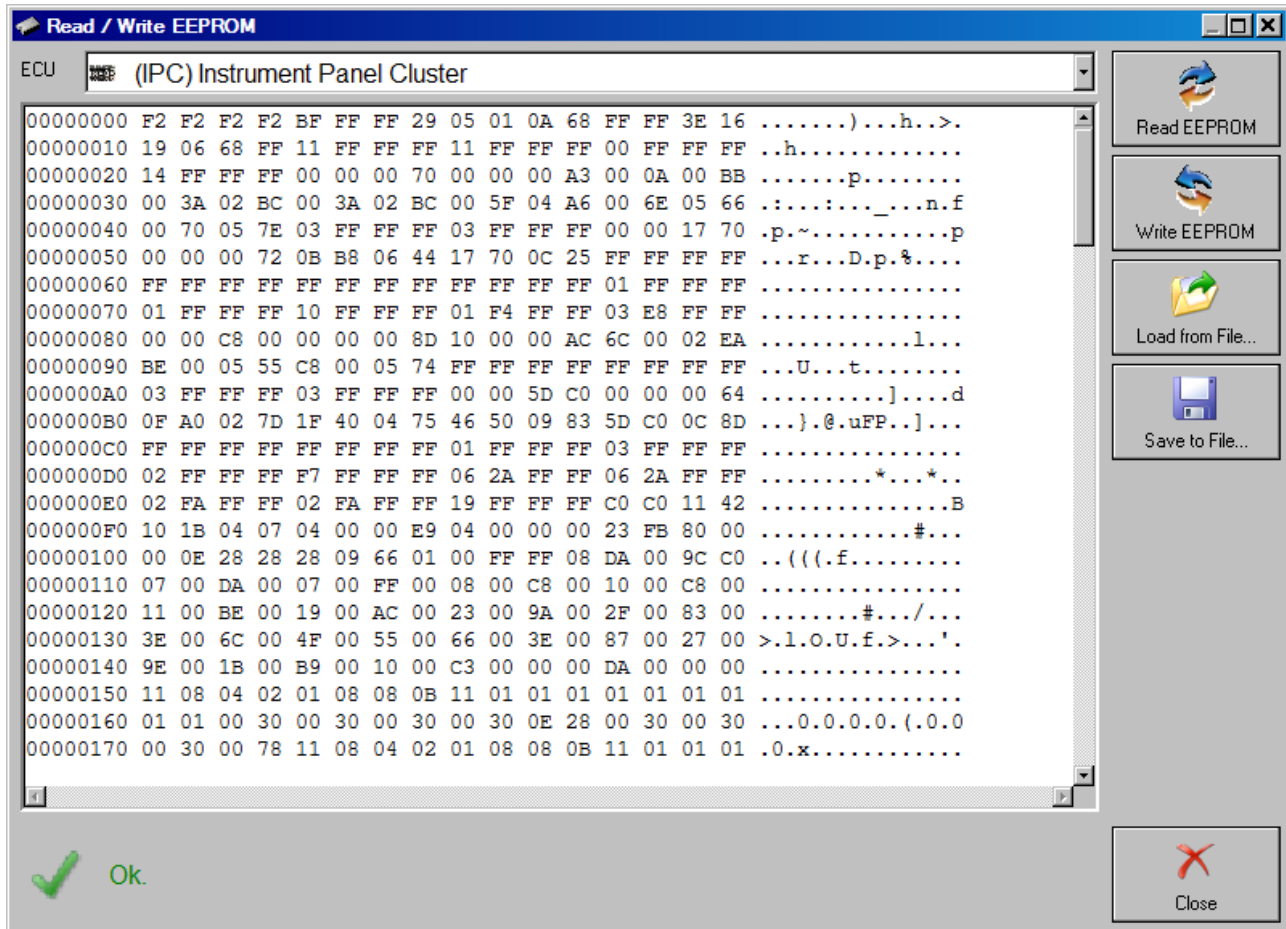 Read / Write EEPROM
ECU
(IPC) Instrument Panel Cluster
00000000 F2 F2 F2 F2 BF FF FF 29 05 01 0A 68 FF FF 3E 16 .......)...h..>.
00000010 19 06 68 FF 11 FF FF FF 11 FF FF FF 00 FF FF FF ..h.............
00000020 14 FF FF FF 00 00 00 70 00 00 00 A3 00 0A 00 BB .......p........
00000030 00 3A 02 BC 00 3A 02 BC 00 5F 04 A6 00 6E 05 66 .:...:..._...n.f
00000040 00 70 05 7E 03 FF FF FF 03 FF FF FF 00 00 17 70 .p.~...........p
00000050 00 00 00 72 0B B8 06 44 17 70 0C 25 FF FF FF FF ...r...D.p.%....
00000060 FF FF FF FF FF FF FF FF FF FF FF FF 01 FF FF FF ................
00000070 01 FF FF FF 10 FF FF FF 01 F4 FF FF 03 E8 FF FF ................
00000080 00 00 C8 00 00 00 00 8D 10 00 00 AC 6C 00 02 EA ............l...
00000090 BE 00 05 55 C8 00 05 74 FF FF FF FF FF FF FF FF ...U...t........
000000A0 03 FF FF FF 03 FF FF FF 00 00 5D C0 00 00 00 64 ..........]....d
000000B0 0F A0 02 7D 1F 40 04 75 46 50 09 83 5D C0 0C 8D ...}.@.uFP..]...
000000C0 FF FF FF FF FF FF FF FF 01 FF FF FF 03 FF FF FF ................
000000D0 02 FF FF FF F7 FF FF FF 06 2A FF FF 06 2A FF FF .........*...*..
000000E0 02 FA FF FF 02 FA FF FF 19 FF FF FF C0 C0 11 42 ...............B
000000F0 10 1B 04 07 04 00 00 E9 04 00 00 00 23 FB 80 00 ............#...
00000100 00 0E 28 28 28 09 66 01 00 FF FF 08 DA 00 9C C0 ..(((.f.........
00000110 07 00 DA 00 07 00 FF 00 08 00 C8 00 10 00 C8 00 ................
00000120 11 00 BE 00 19 00 AC 00 23 00 9A 00 2F 00 83 00 ........#.../...
00000130 3E 00 6C 00 4F 00 55 00 66 00 3E 00 87 00 27 00 >.l.O.U.f.>...'.
00000140 9E 00 1B 00 B9 00 10 00 C3 00 00 00 DA 00 00 00 ................
00000150 11 08 04 02 01 08 08 0B 11 01 01 01 01 01 01 01 ................
00000160 01 01 00 30 00 30 00 30 00 30 0E 28 00 30 00 30 ...0.0.0.0.(.0.0
00000170 00 30 00 78 11 08 04 02 01 08 08 0B 11 01 01 01 .0.x............
Read EEPROM
Write EEPROM
Load from File...
Save to File...
Ok.
Close